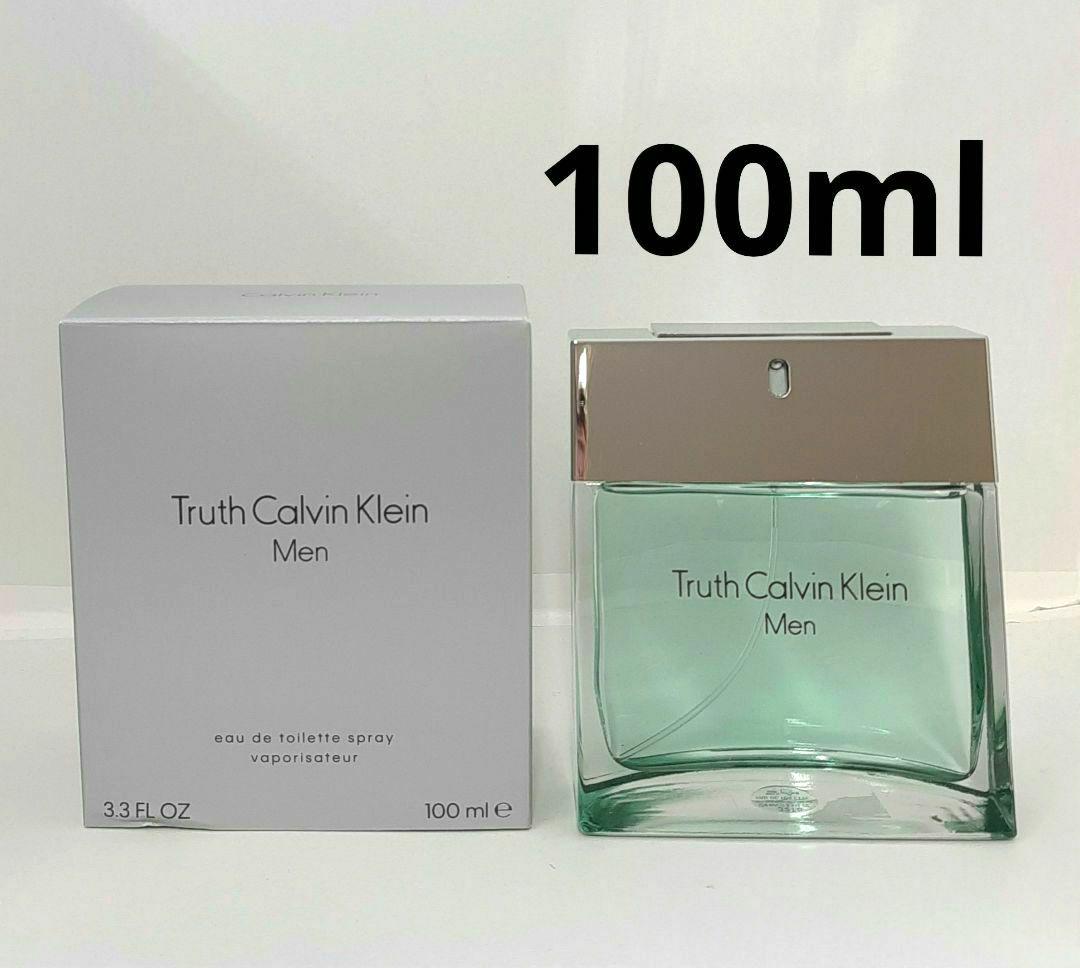 100ml
Calvin Klein
Truth Calvin Klein
Men
eau de toilette spray
vaporisateur
3.3 FL OZ
100 ml e
Truth Calvin Klein
Men